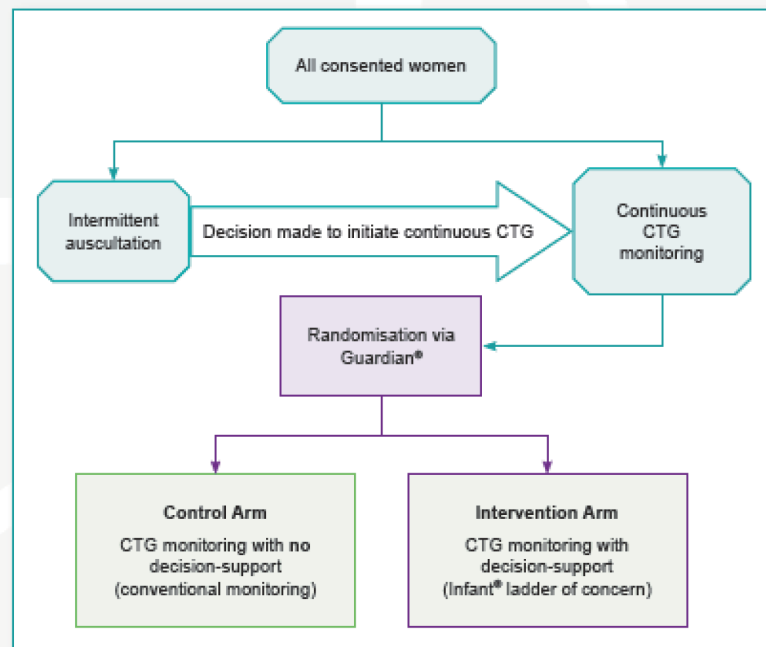 All consented women
Intermittent
auscultation
Decision made to initiate continuous CTG
Continuous
CTG
monitoring
Randomisation via
Guardian®
Control Arm
CTG monitoring with no
decision-support
(conventional monitoring)
Intervention Arm
CTG monitoring with
decision-support
(Infant® ladder of concern)